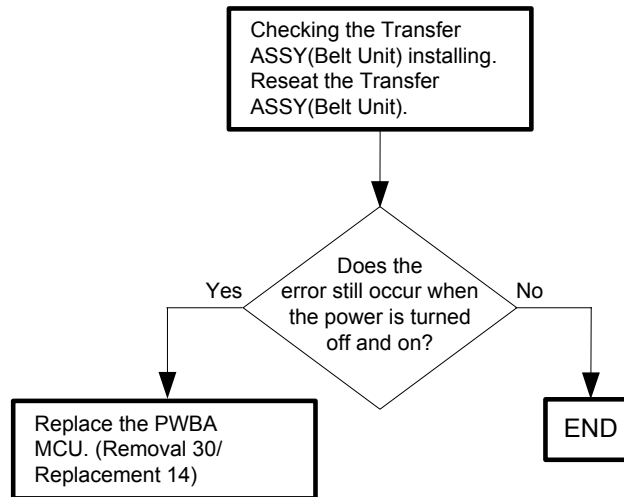 Checking the Transfer
ASSY(Belt Unit) installing.
Reseat the Transfer
ASSY(Belt Unit).
Does the
error still occur when
the power is turned
off and on?
Yes
No
Replace the PWBA
MCU. (Removal 30/
Replacement 14)
END